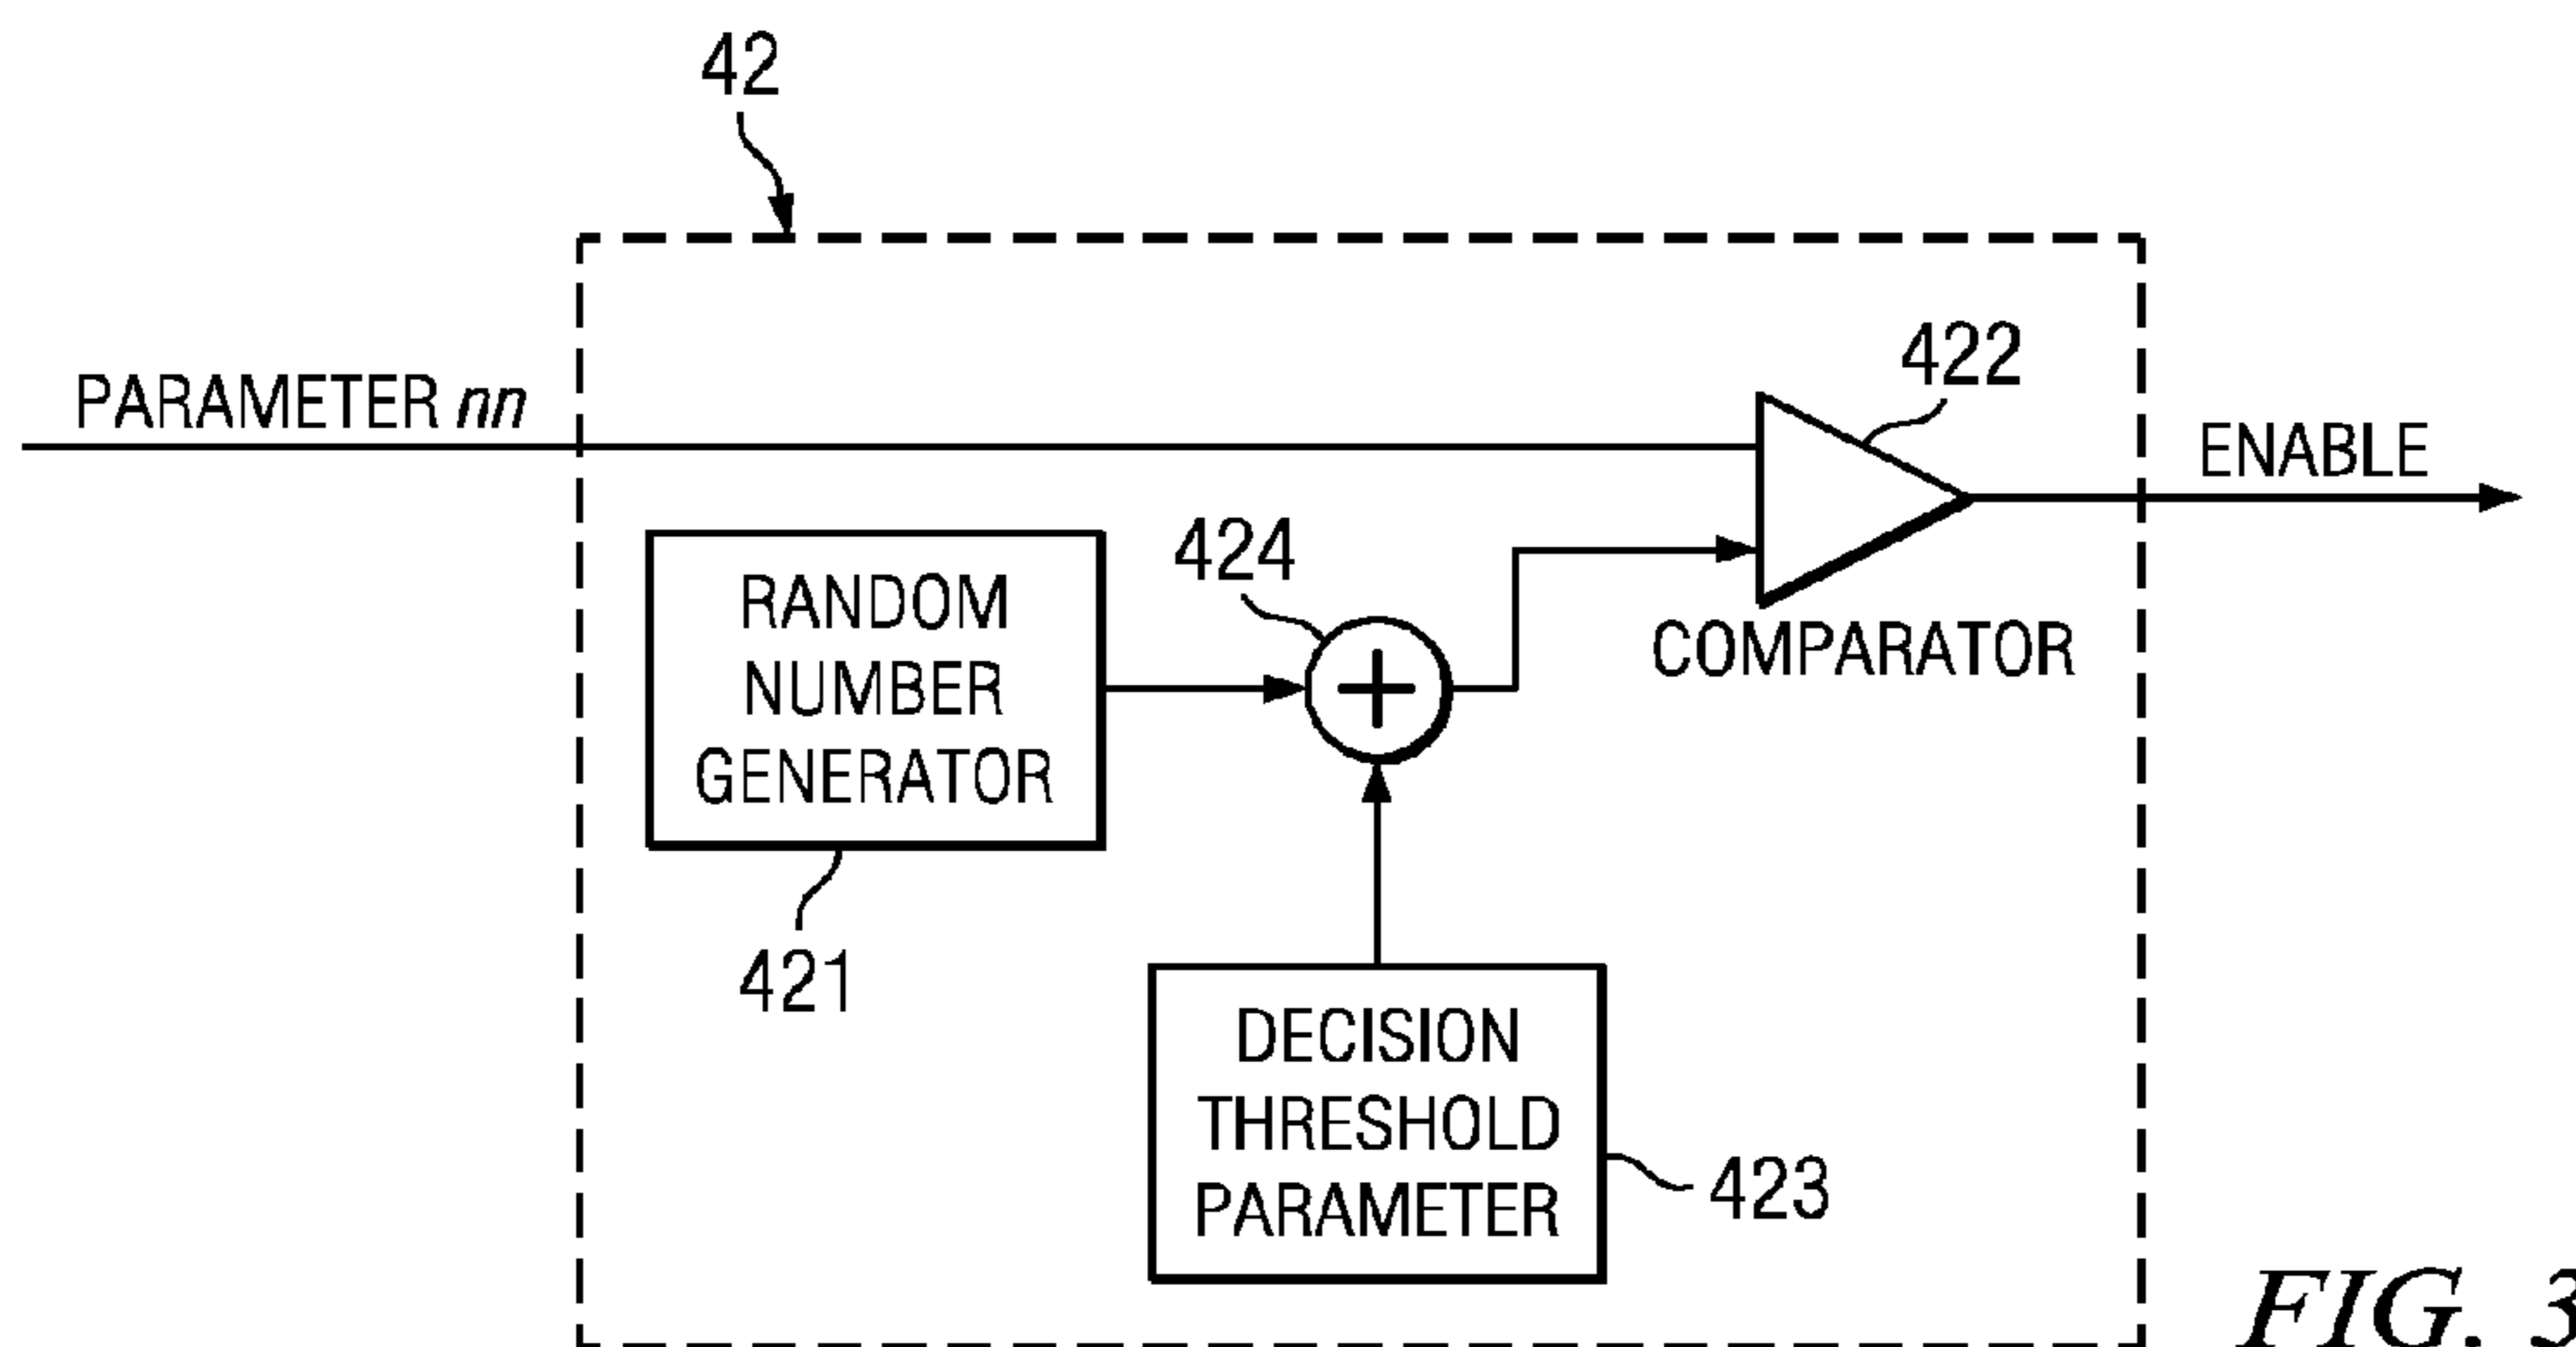 42
422
PARAMETER nn
ENABLE
424
RANDOM
NUMBER
GENERATOR
COMPARATOR
421
DECISION
THRESHOLD
PARAMETER
423
FIG. 3